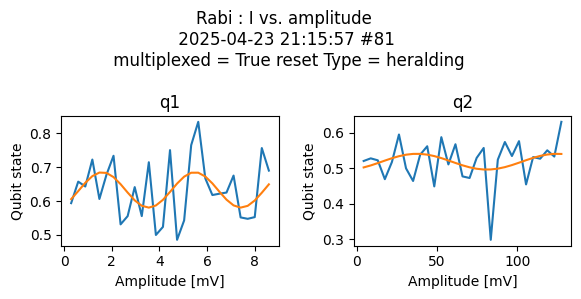 Rabi : I vs. amplitude
2025-04-23 21:15:57 #81
multiplexed = True reset Type = heralding
q1
q2
Qubit state
0.8
0.7
0.6
0.5
0
2
4
6
8
Amplitude [mV]
Qubit state
0.6
0.5
0.4
0.3
0
50
100
Amplitude [mV]